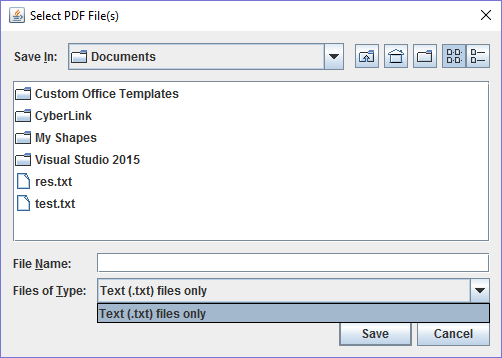 Select PDF File(s)
Save In: Documents
Custom Office Templates
CyberLink
My Shapes
Visual Studio 2015
res.txt
test.txt
File Name:
Files of Type: Text (.txt) files only
Text (.txt) files only
Save Cancel